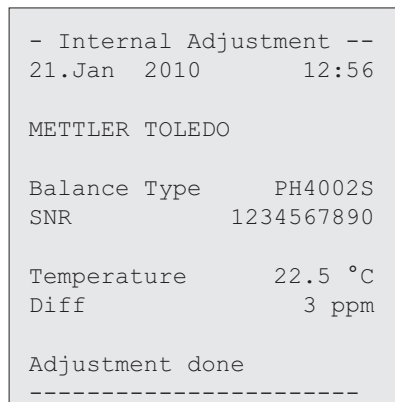 - Internal Adjustment --
21.Jan 2010 12:56
METTLER TOLEDO
Balance Type PH4002S
SNR 1234567890
Temperature 22.5 °C
Diff 3 ppm
Adjustment done
-----------------------